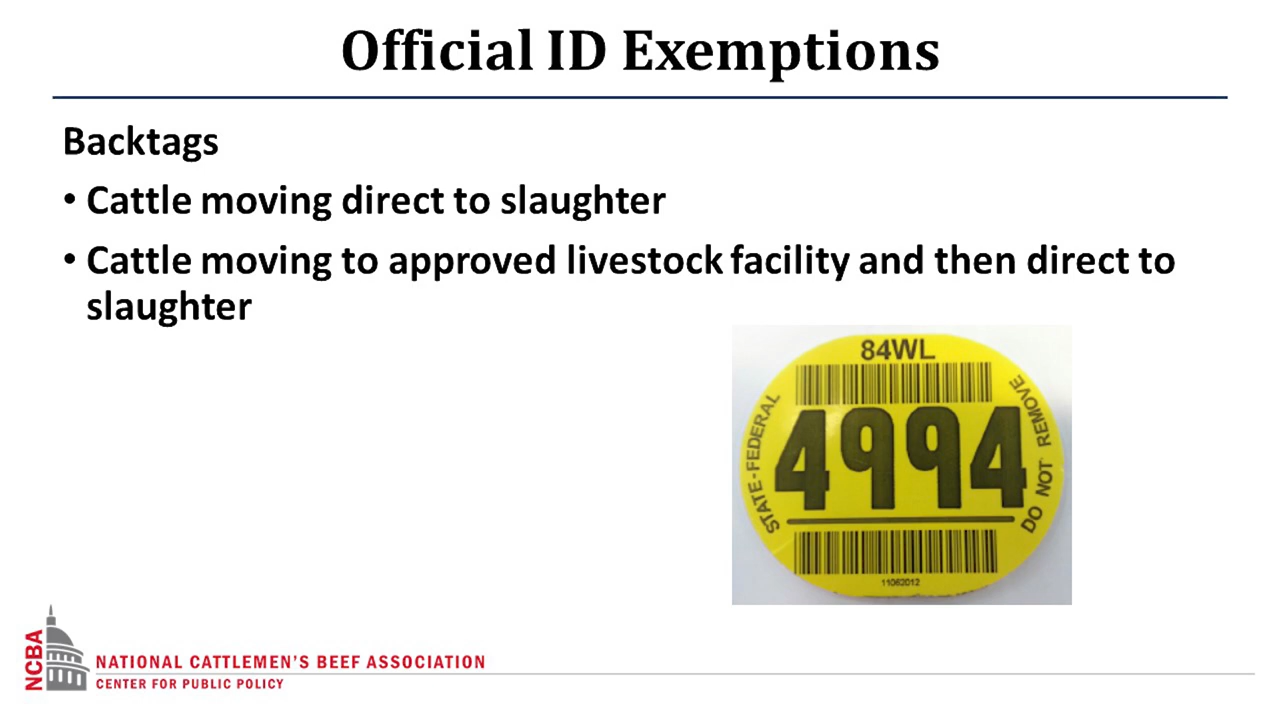 Official ID Exemptions
Backtags
• Cattle moving direct to slaughter
• Cattle moving to approved livestock facility and then direct to
slaughter
84WL
STATE-FEDERAL
4994
DO NOT REMOVE
11062012
NCBA
NATIONAL CATTLEMEN'S BEEF ASSOCIATION
CENTER FOR PUBLIC POLICY